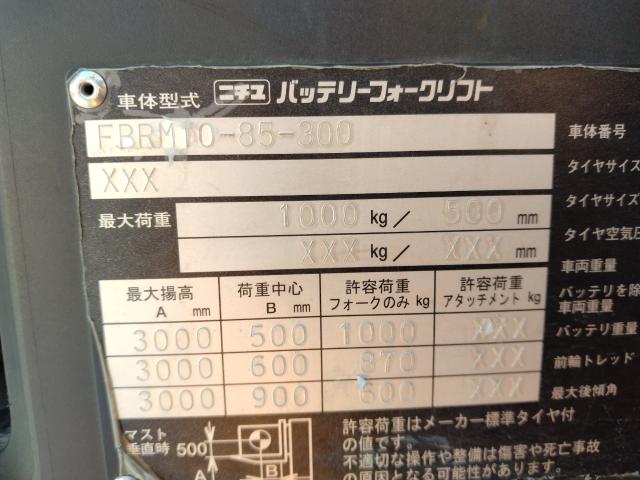 車体型式 ニチユ バッテリーフォークリフト
FBRM10-85-300 車体番号
XXX タイヤサイズ
最大荷重 1000 kg / 500 mm タイヤサイズ
XXX kg / XXX mm タイヤ空気圧
車両重量
最大揚高 A mm 荷重中心 B mm 許容荷重 フォークのみ kg 許容荷重 アタッチメント kg バッテリを除 車両重量
3000 500 1000 XXX バッテリ重量
3000 600 870 XXX 前輪トレッド
3000 900 600 XXX 最大後傾角
マスト 垂直時 500 A B
許容荷重はメーカー標準タイヤ付
の値です。
不適切な操作や整備は傷害や死亡事故
の原因となる可能性があります。